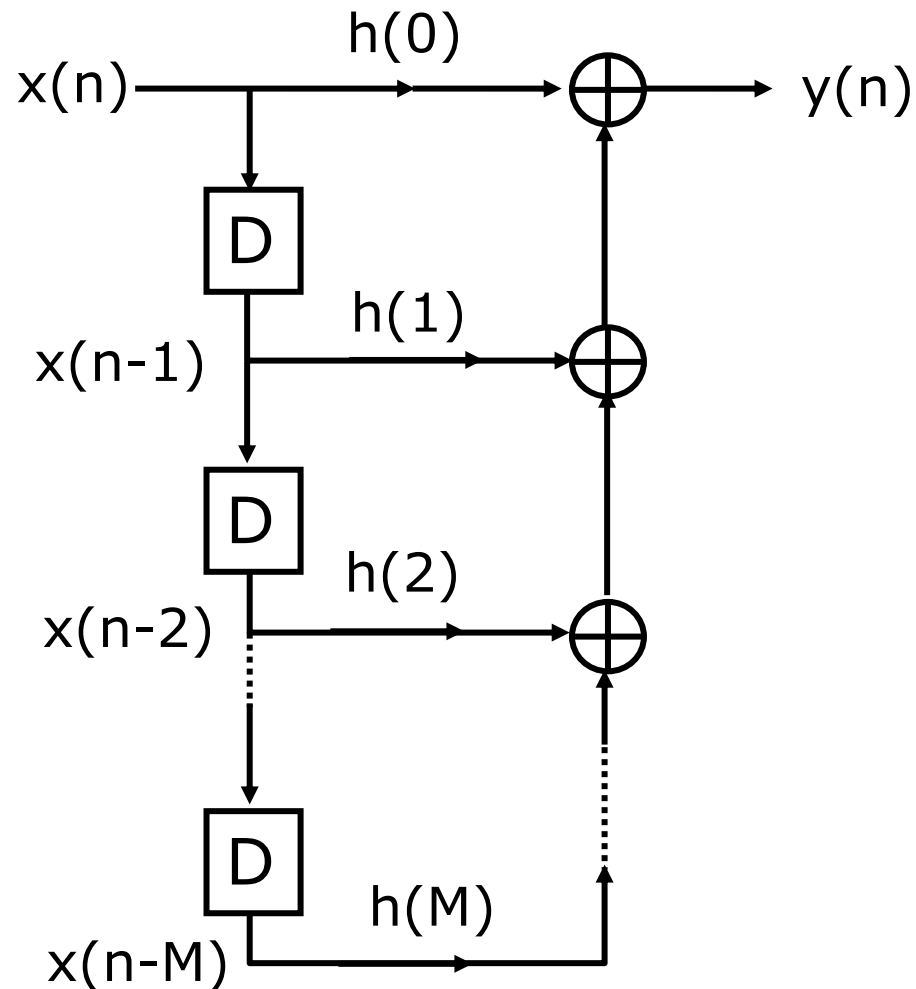 h(0)
x(n) y(n)
D
h(1)
x(n-1)
D
h(2)
x(n-2)
D
h(M)
x(n-M)